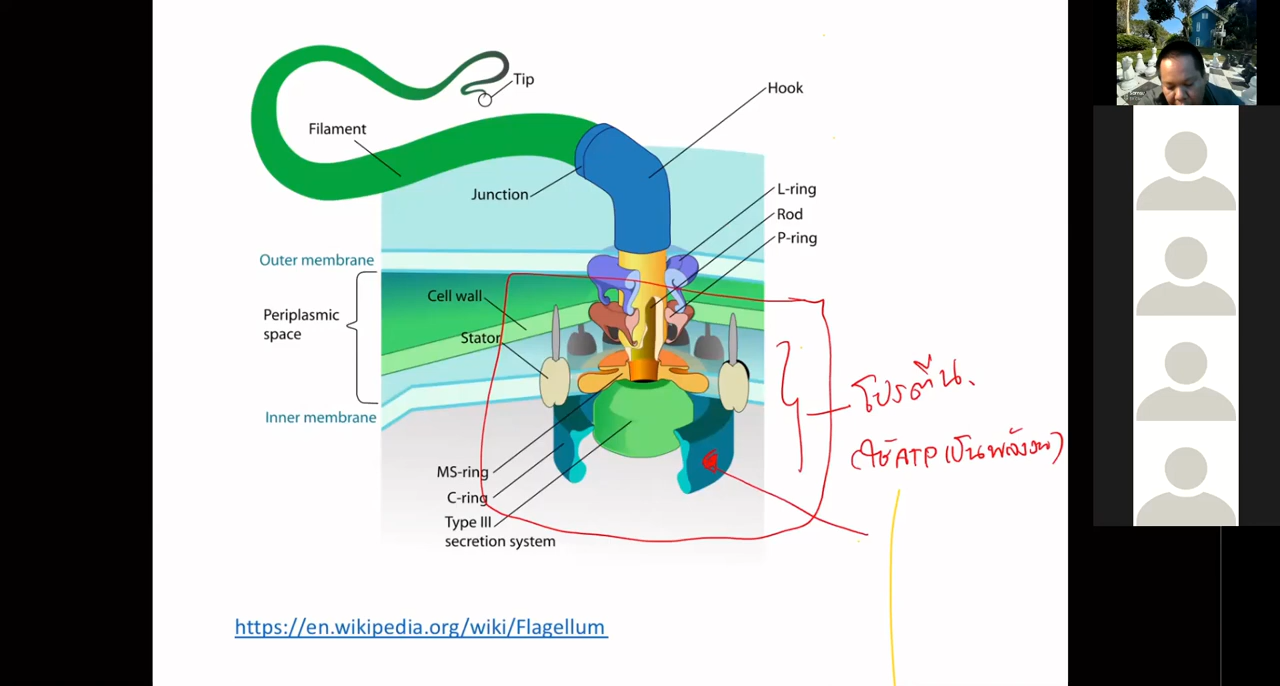 Tip
Hook
Filament
Junction
L-ring
Rod
P-ring
Outer membrane
Cell wall
Periplasmic
space
Stator
Inner membrane
โปรตีน.
(ใช้ ATP เป็นพลังงาน)
MS-ring
C-ring
Type III
secretion system
https://en.wikipedia.org/wiki/Flagellum